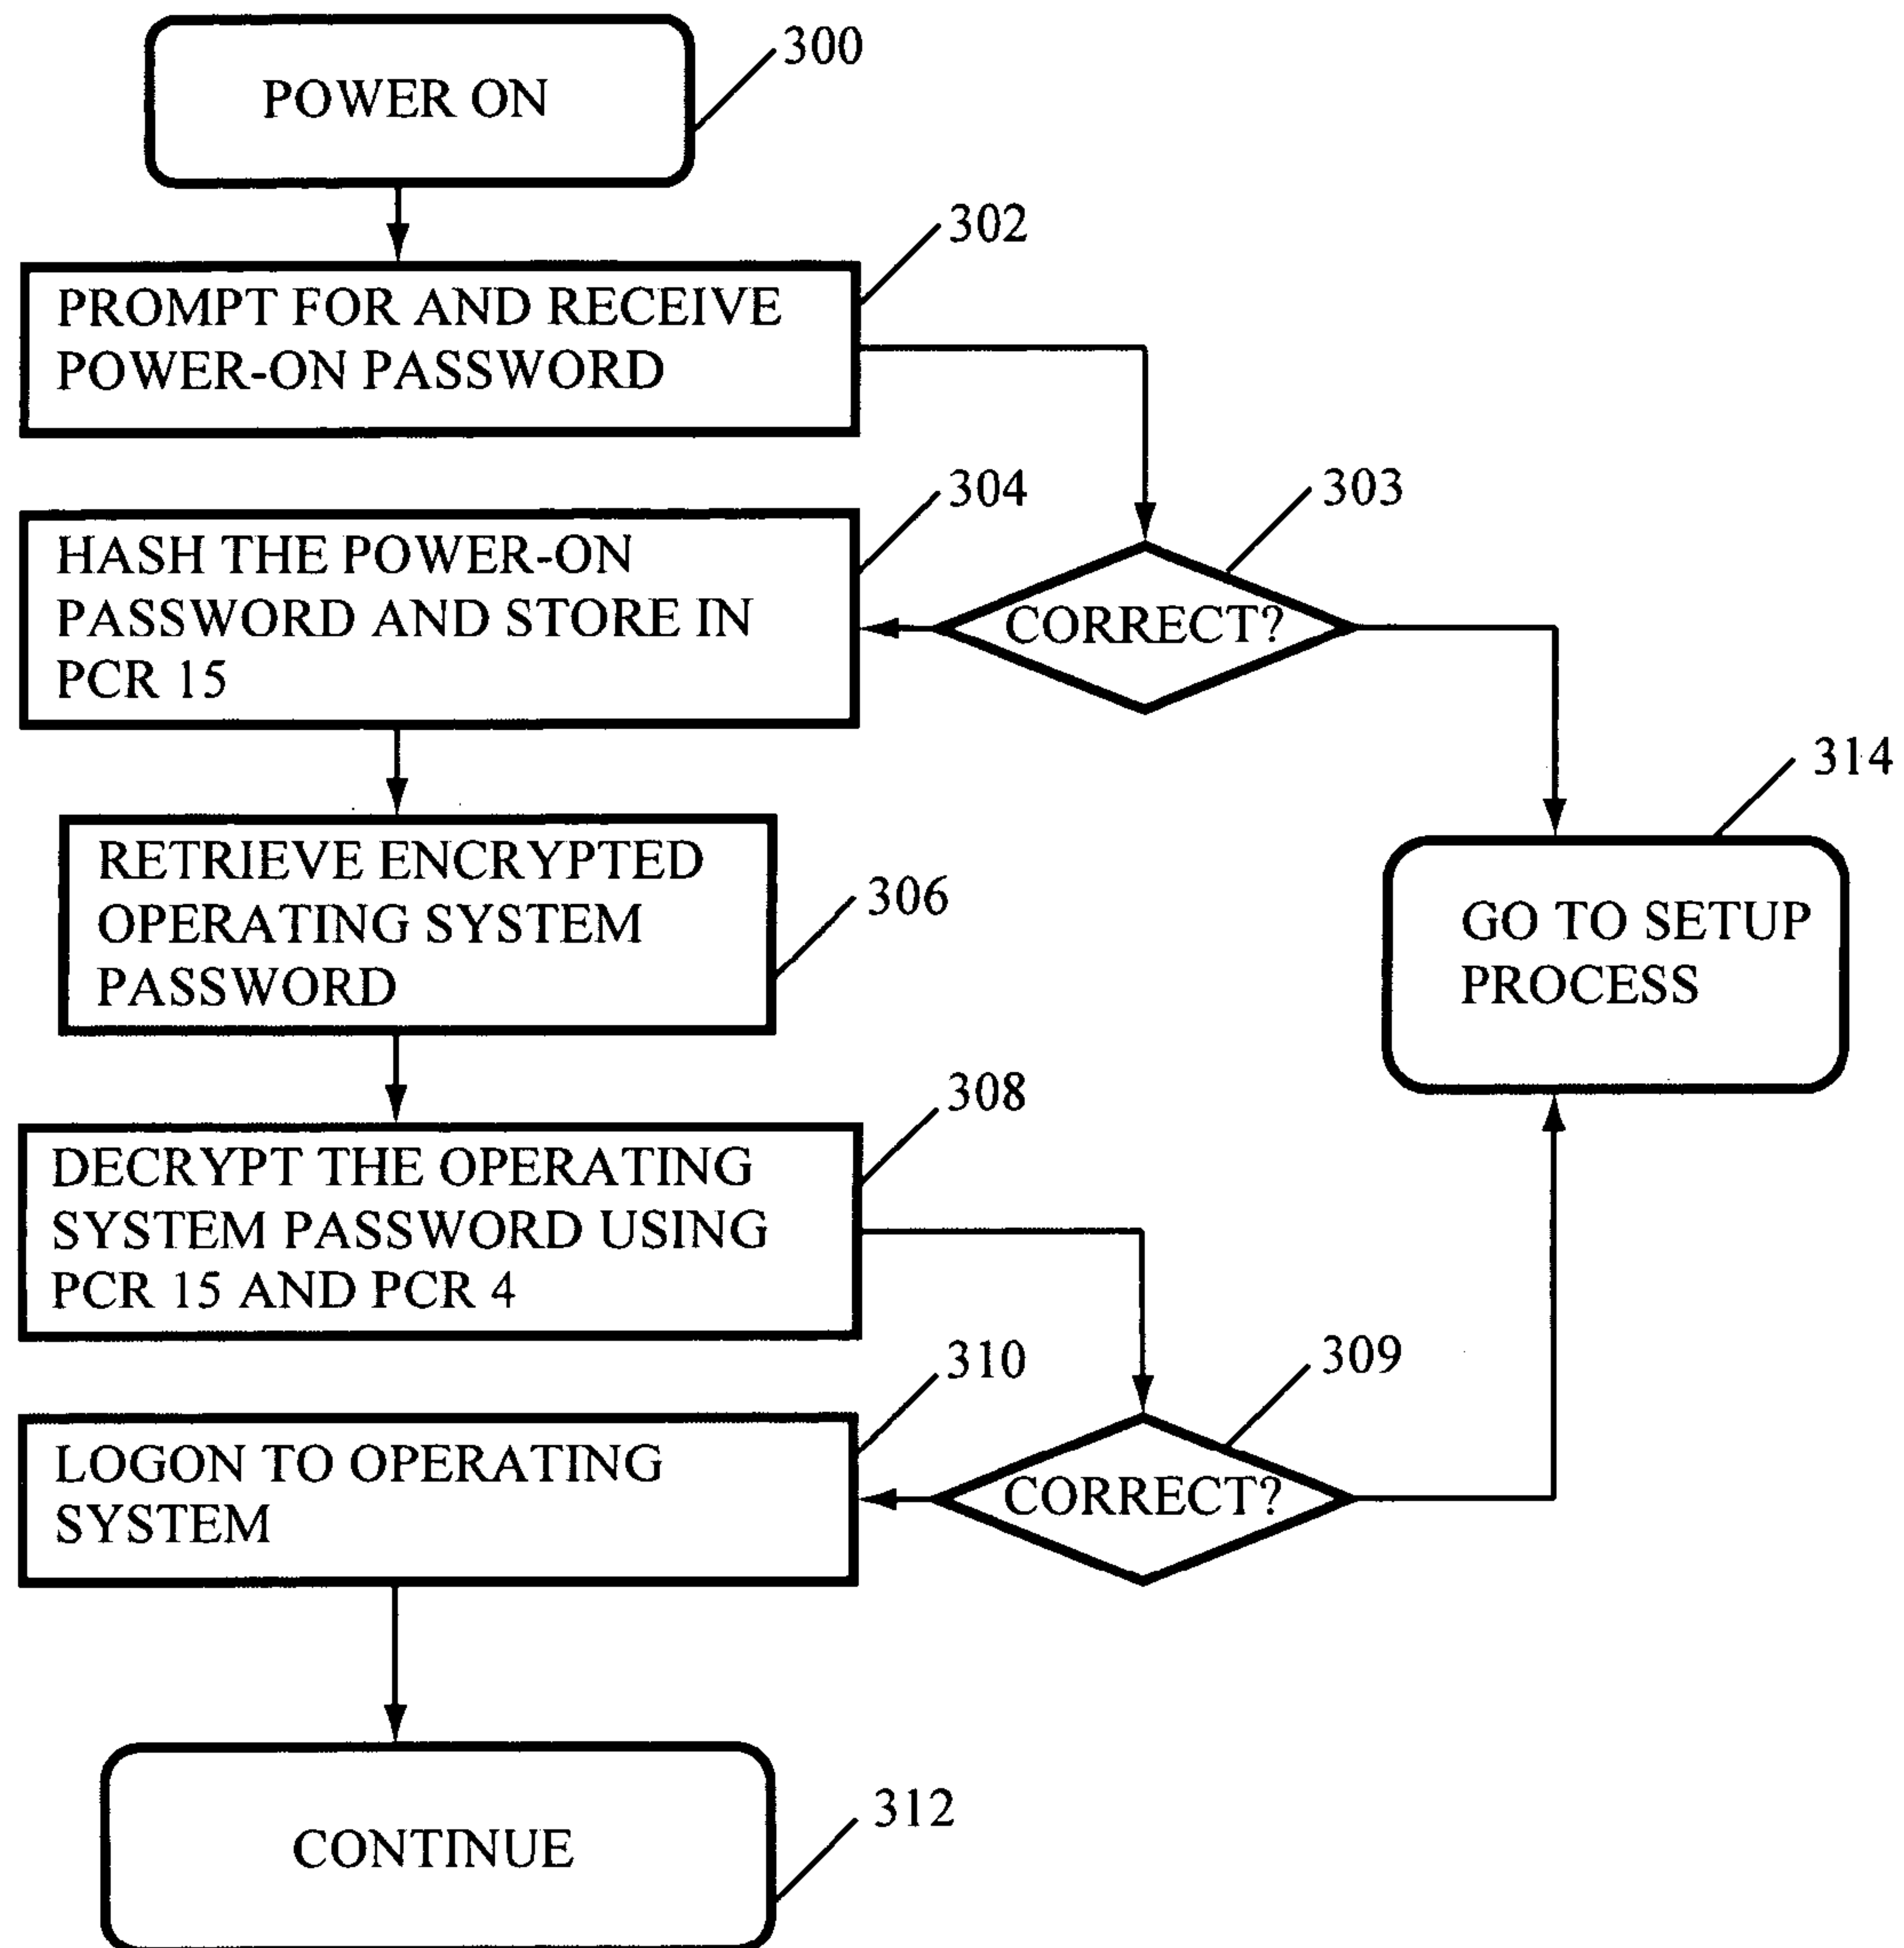 POWER ON
300
302
PROMPT FOR AND RECEIVE
POWER-ON PASSWORD
304
303
HASH THE POWER-ON
PASSWORD AND STORE IN
PCR 15
CORRECT?
314
RETRIEVE ENCRYPTED
OPERATING SYSTEM
PASSWORD
306
GO TO SETUP
PROCESS
308
DECRYPT THE OPERATING
SYSTEM PASSWORD USING
PCR 15 AND PCR 4
310
309
LOGON TO OPERATING
SYSTEM
CORRECT?
312
CONTINUE